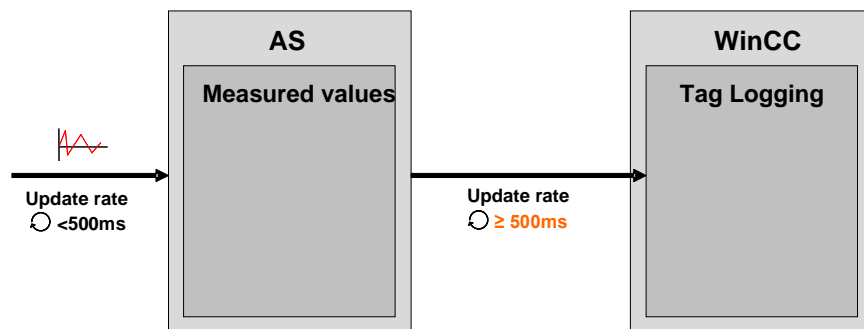 AS
Measured values
Update rate
<500ms
Update rate
≥ 500ms
WinCC
Tag Logging